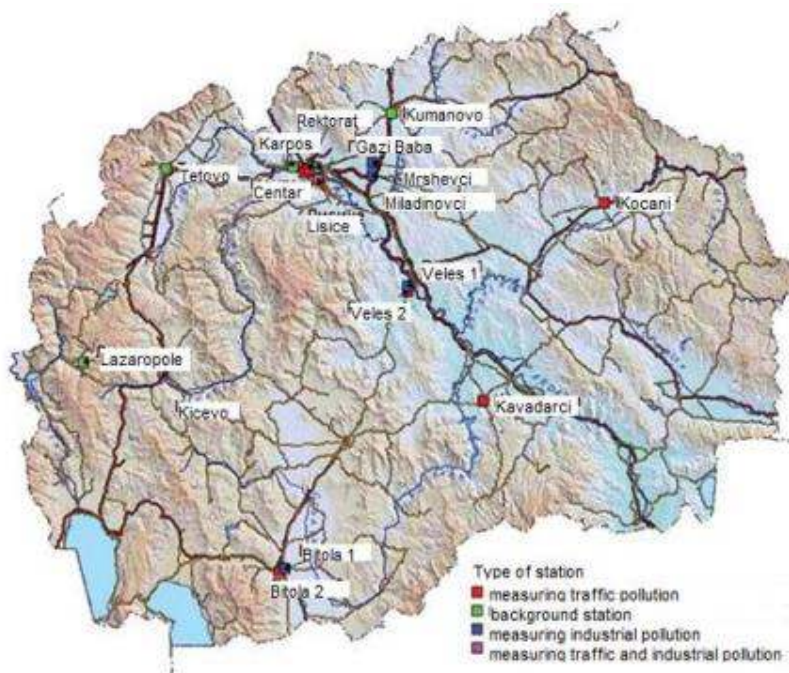 Rektorat
Kumanovo
Karpos
Gazi Baba
Tetovo
Mrshevci
Centar
Miladinovci
Kocani
Lisice
Veles 1
Veles 2
Lazaropole
Kicevo
Kavadarci
Bitola 1
Bitola 2
Type of station
measuring traffic pollution
background station
measuring industrial pollution
measuring traffic and industrial pollution